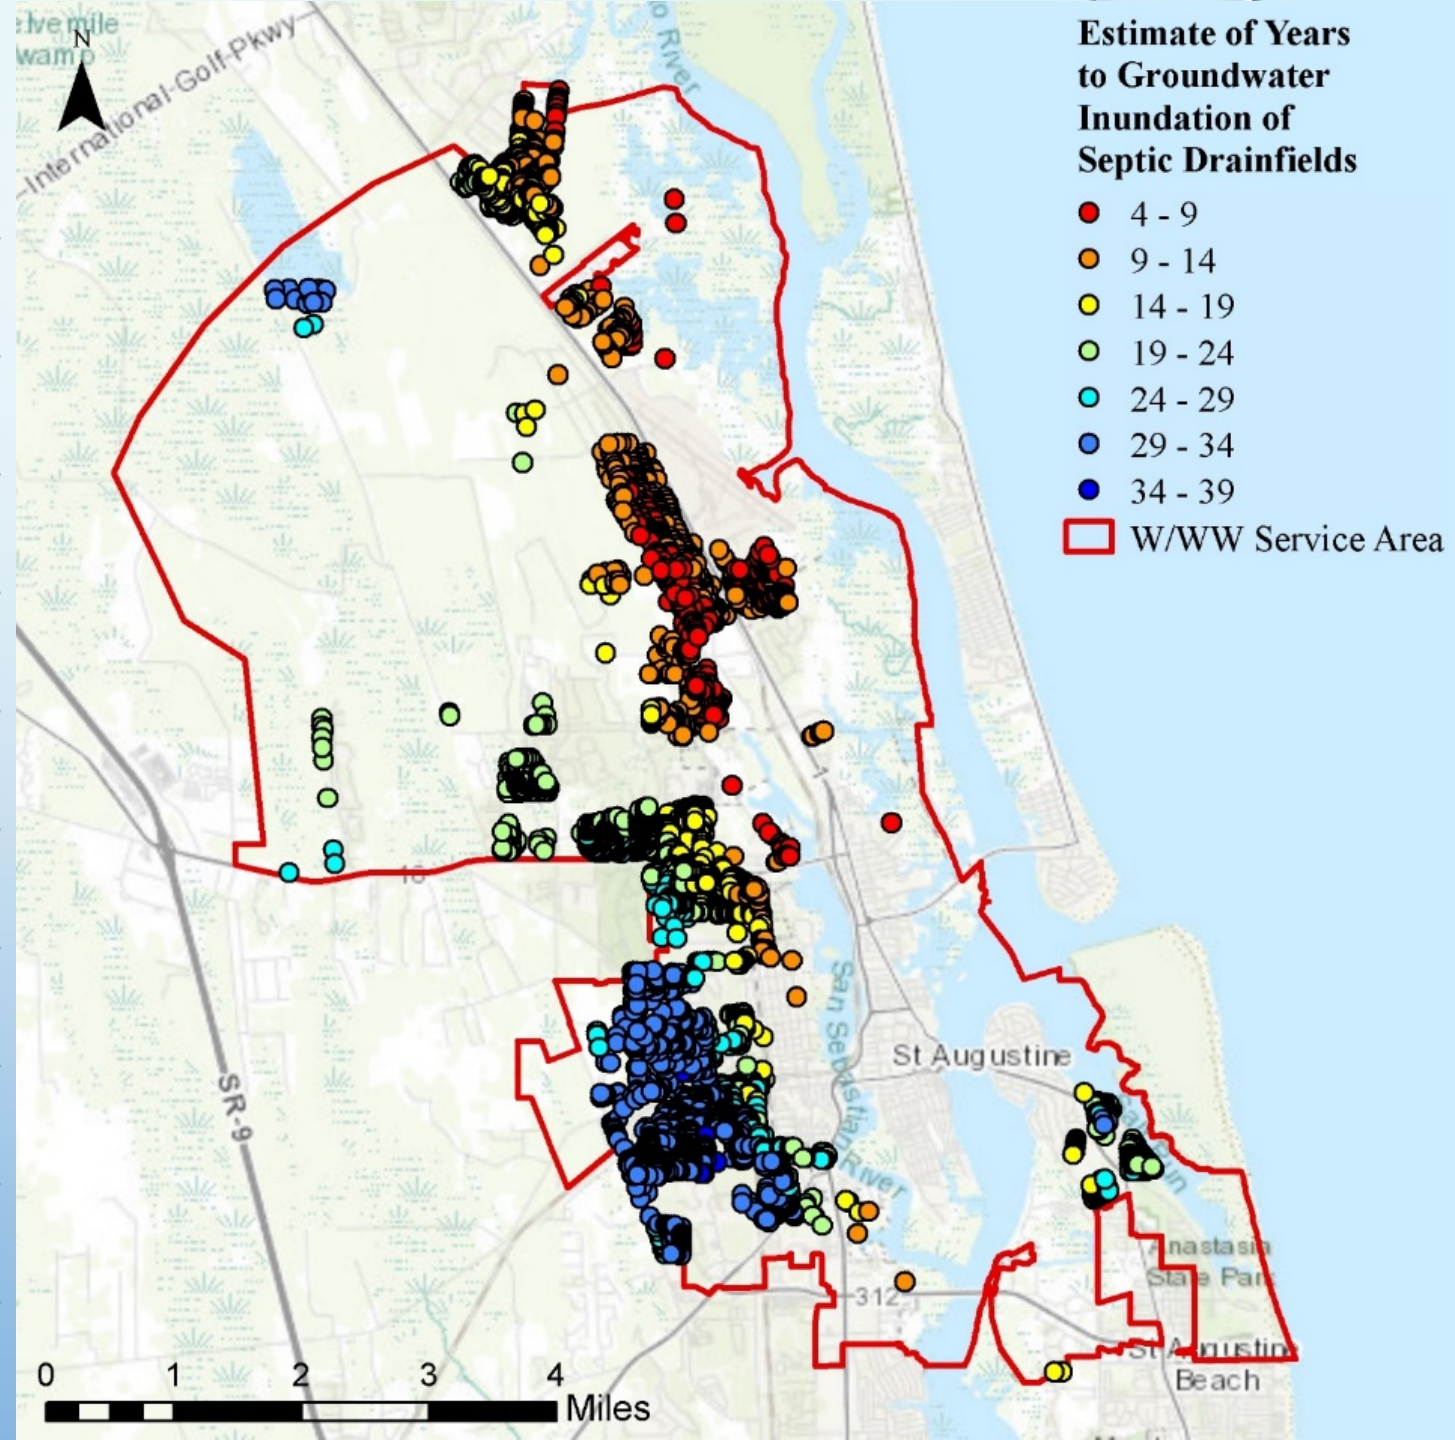 Estimate of Years
to Groundwater
Inundation of
Septic Drainfields
4 - 9
9 - 14
14 - 19
19 - 24
24 - 29
29 - 34
34 - 39
W/WW Service Area
N
International-Golf-Pkwy
River
1
16
San Sebastian River
St Augustine
SR-9
312
Anastasia
State Park
St Augustine
Beach
0 1 2 3 4
Miles